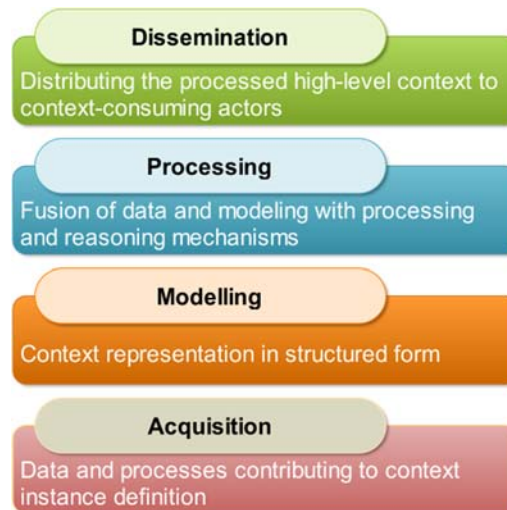 Dissemination
Distributing the processed high-level context to
context-consuming actors
Processing
Fusion of data and modeling with processing
and reasoning mechanisms
Modelling
Context representation in structured form
Acquisition
Data and processes contributing to context
instance definition